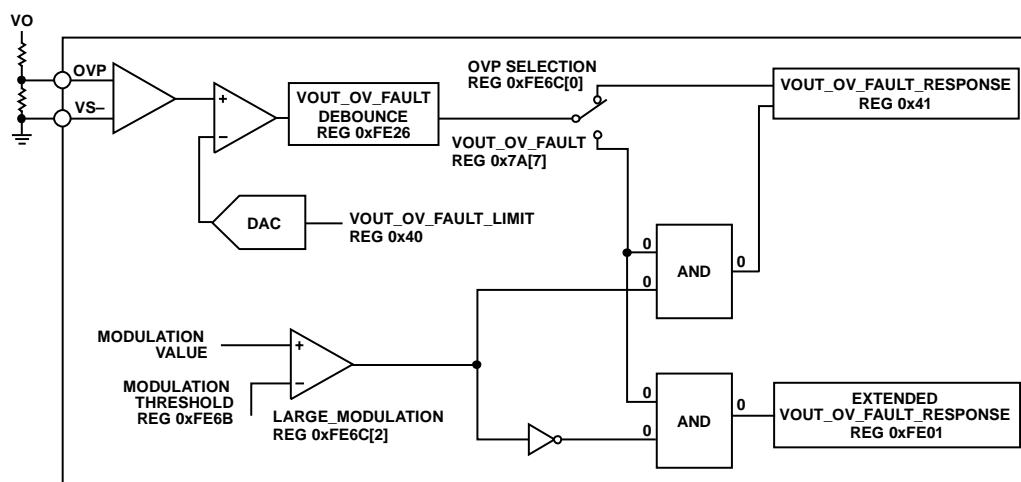 VO
OVP
VS–
+
–
VOUT_OV_FAULT
DEBOUNCE
REG 0xFE26
OVP SELECTION
REG 0xFE6C[0]
VOUT_OV_FAULT
REG 0x7A[7]
VOUT_OV_FAULT_RESPONSE
REG 0x41
DAC
VOUT_OV_FAULT_LIMIT
REG 0x40
0
0
AND
0
MODULATION
VALUE
+
–
MODULATION
THRESHOLD
REG 0xFE6B
LARGE_MODULATION
REG 0xFE6C[2]
0
0
AND
0
EXTENDED
VOUT_OV_FAULT_RESPONSE
REG 0xFE01